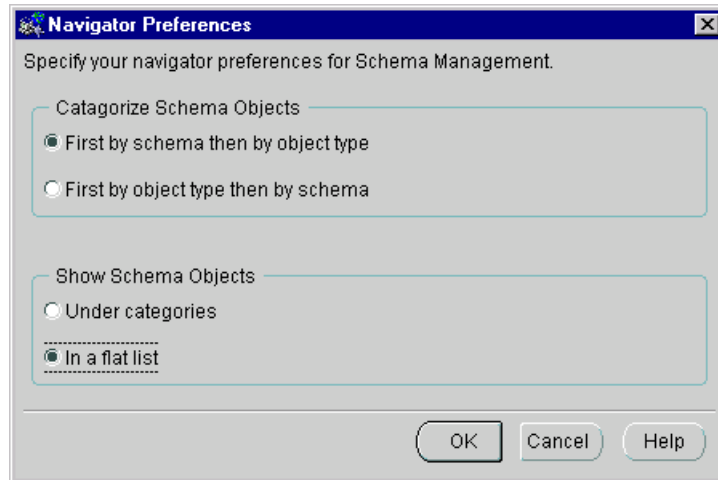 Navigator Preferences
Specify your navigator preferences for Schema Management.
Catagorize Schema Objects
First by schema then by object type
First by object type then by schema
Show Schema Objects
Under categories
In a flat list
OK Cancel Help